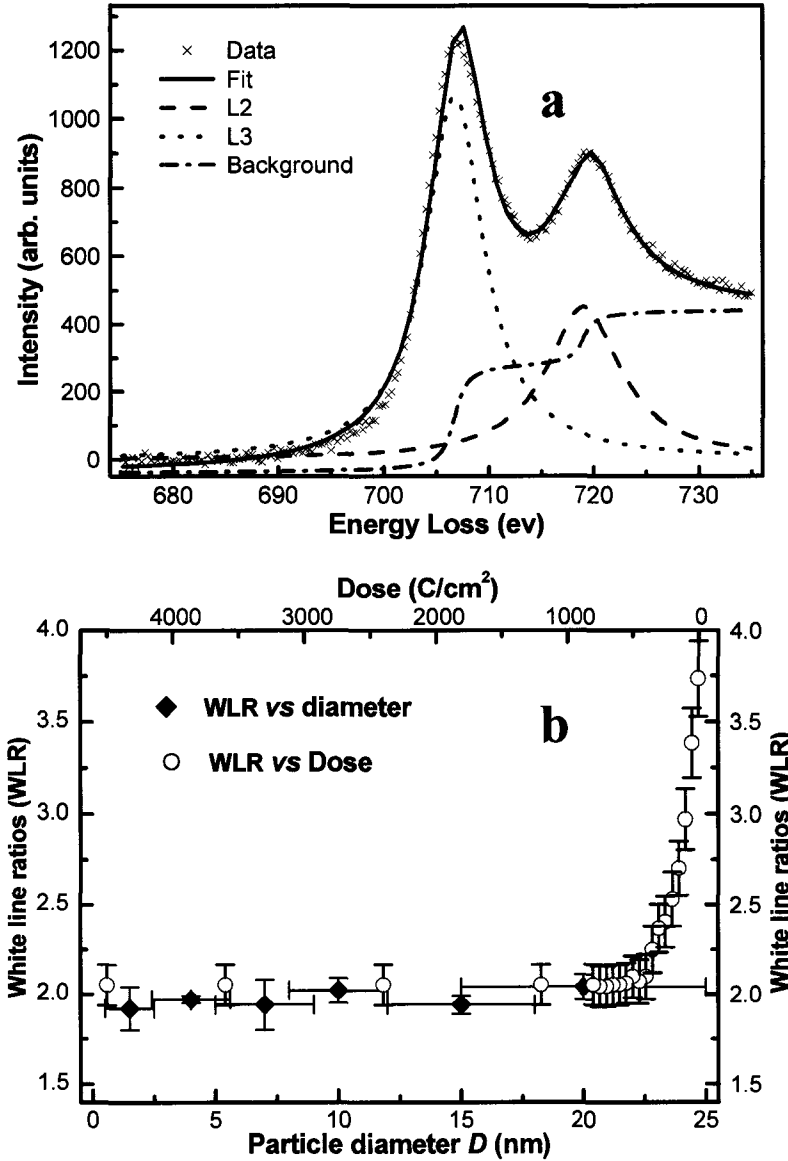 1200
1000
800
600
400
200
0
Intensity (arb. units)
Data
Fit
L2
L3
Background
a
680 690 700 710 720 730
Energy Loss (ev)
Dose (C/cm²)
4000 3000 2000 1000 0
4.0
3.5
3.0
2.5
2.0
1.5
White line ratios (WLR)
WLR vs diameter
WLR vs Dose
b
4.0
3.5
3.0
2.5
2.0
1.5
White line ratios (WLR)
0 5 10 15 20 25
Particle diameter D (nm)